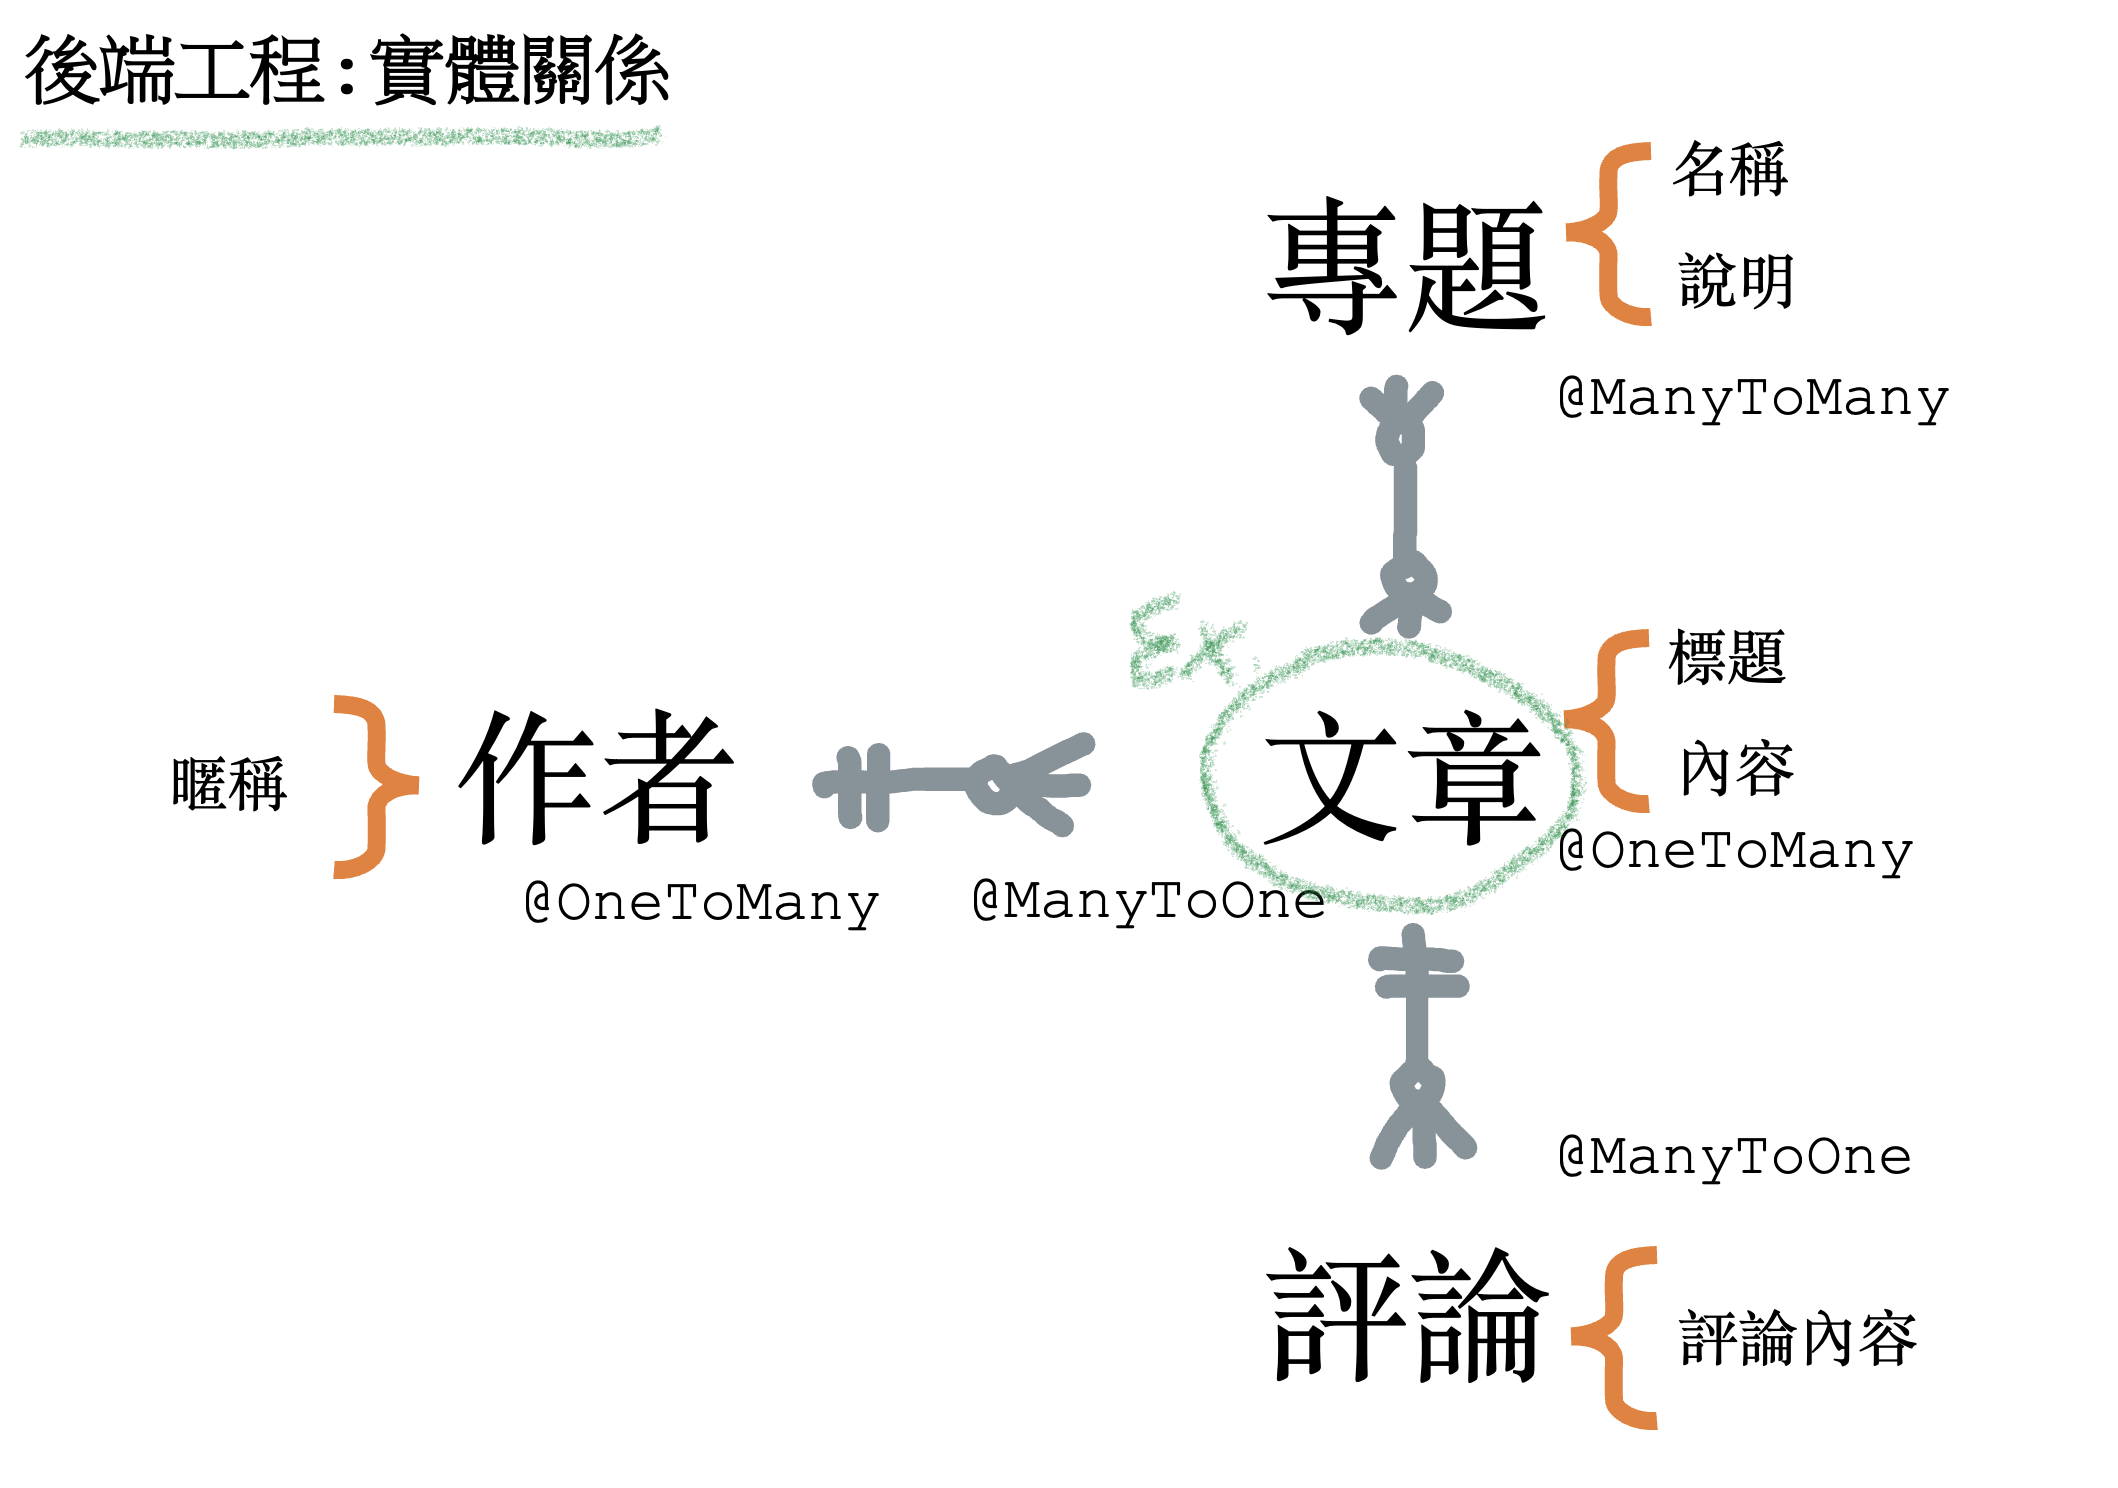 後端工程:實體關係
專題
名稱
說明
@ManyToMany
Ex.
暱稱
作者
文章
標題
內容
@OneToMany
@ManyToOne
@OneToMany
@ManyToOne
評論
評論內容